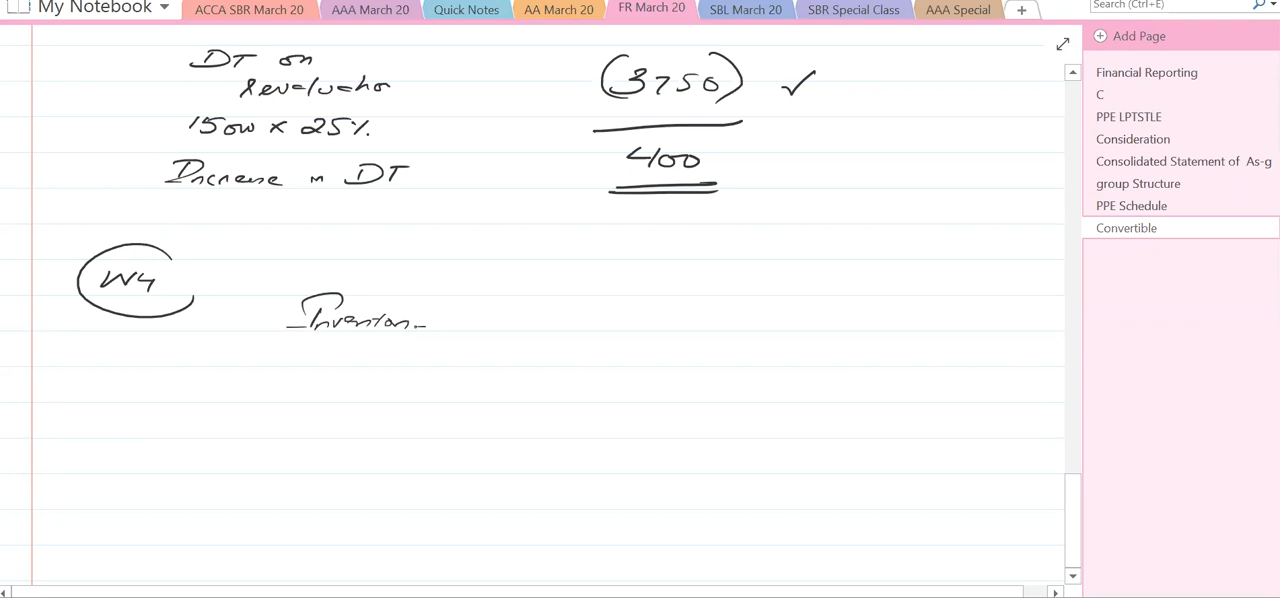 My Notebook
ACCA SBR March 20
AAA March 20
Quick Notes
AA March 20
FR March 20
SBL March 20
SBR Special Class
AAA Special
+
Search (Ctrl+E)
Add Page
Financial Reporting
C
PPE LPTSTLE
Consideration
Consolidated Statement of As-g
group Structure
PPE Schedule
Convertible
DT on
(3750) ✓
15000 x 25%
400
Increase in DT
W4